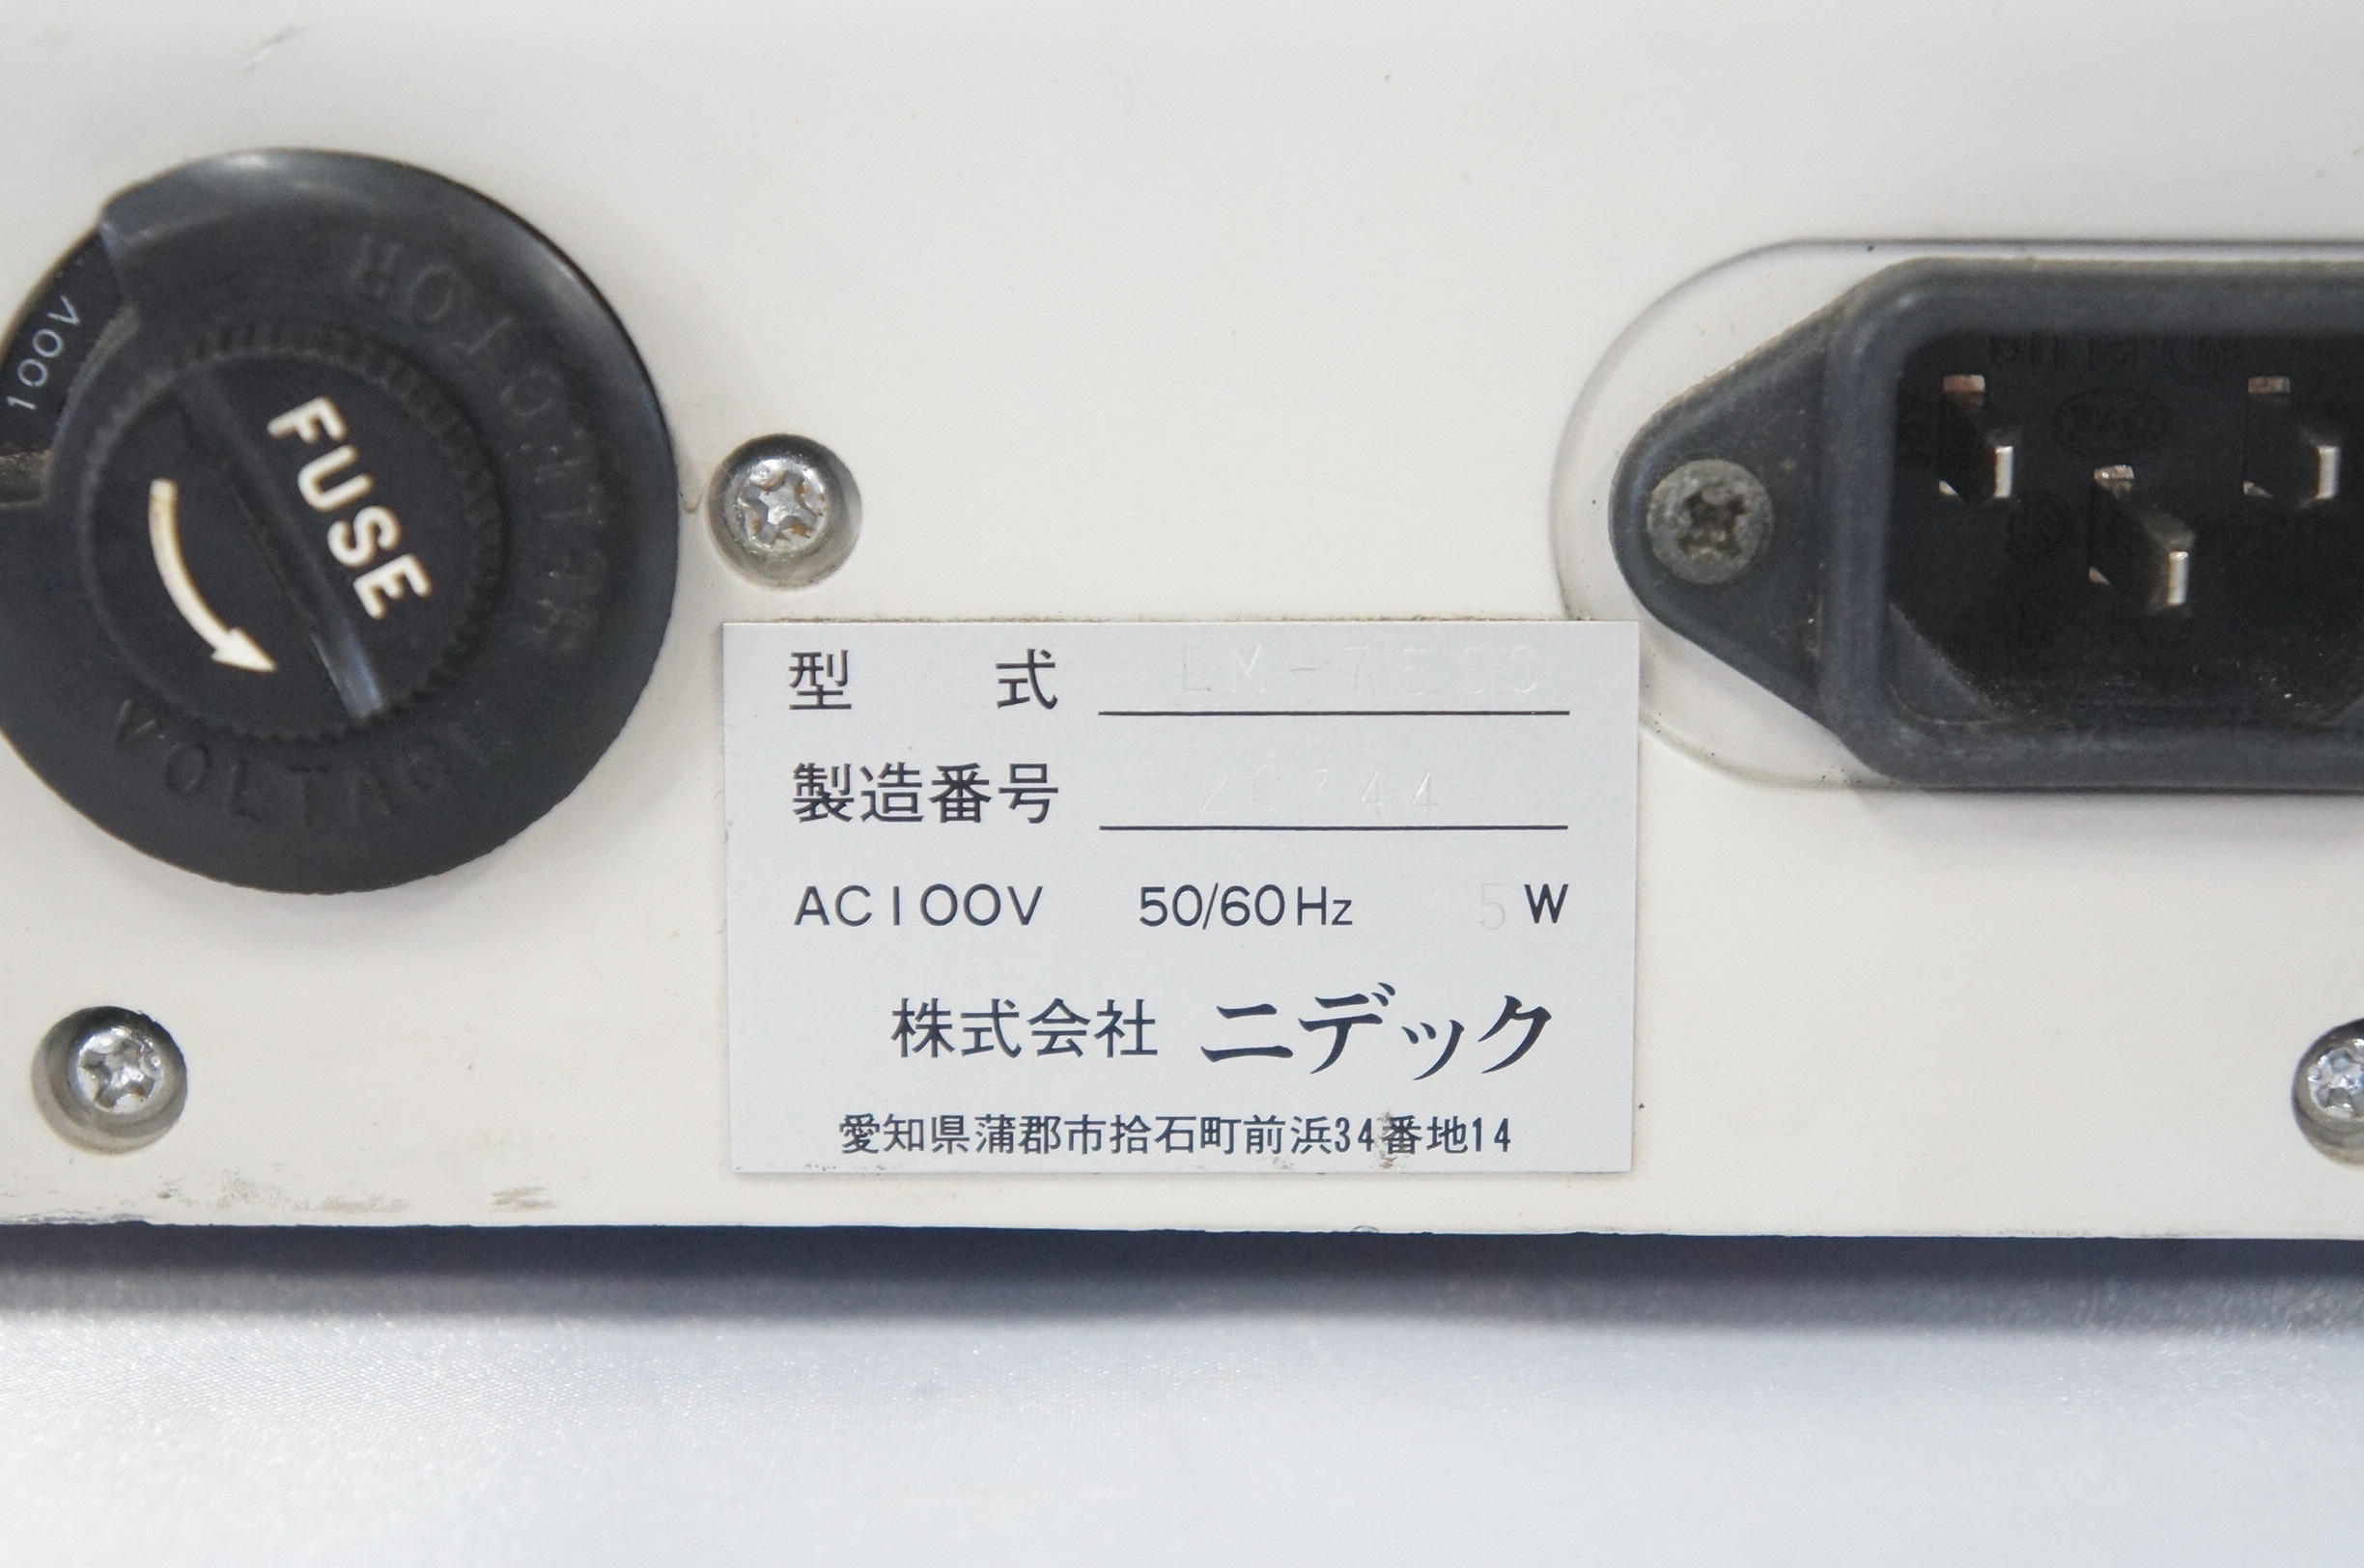 100V
FUSE
VOLTAGE
型 式 LM-7500
製造番号 20344
AC100V 50/60Hz W
株式会社 ニデック
愛知県蒲郡市拾石町前浜34番地14